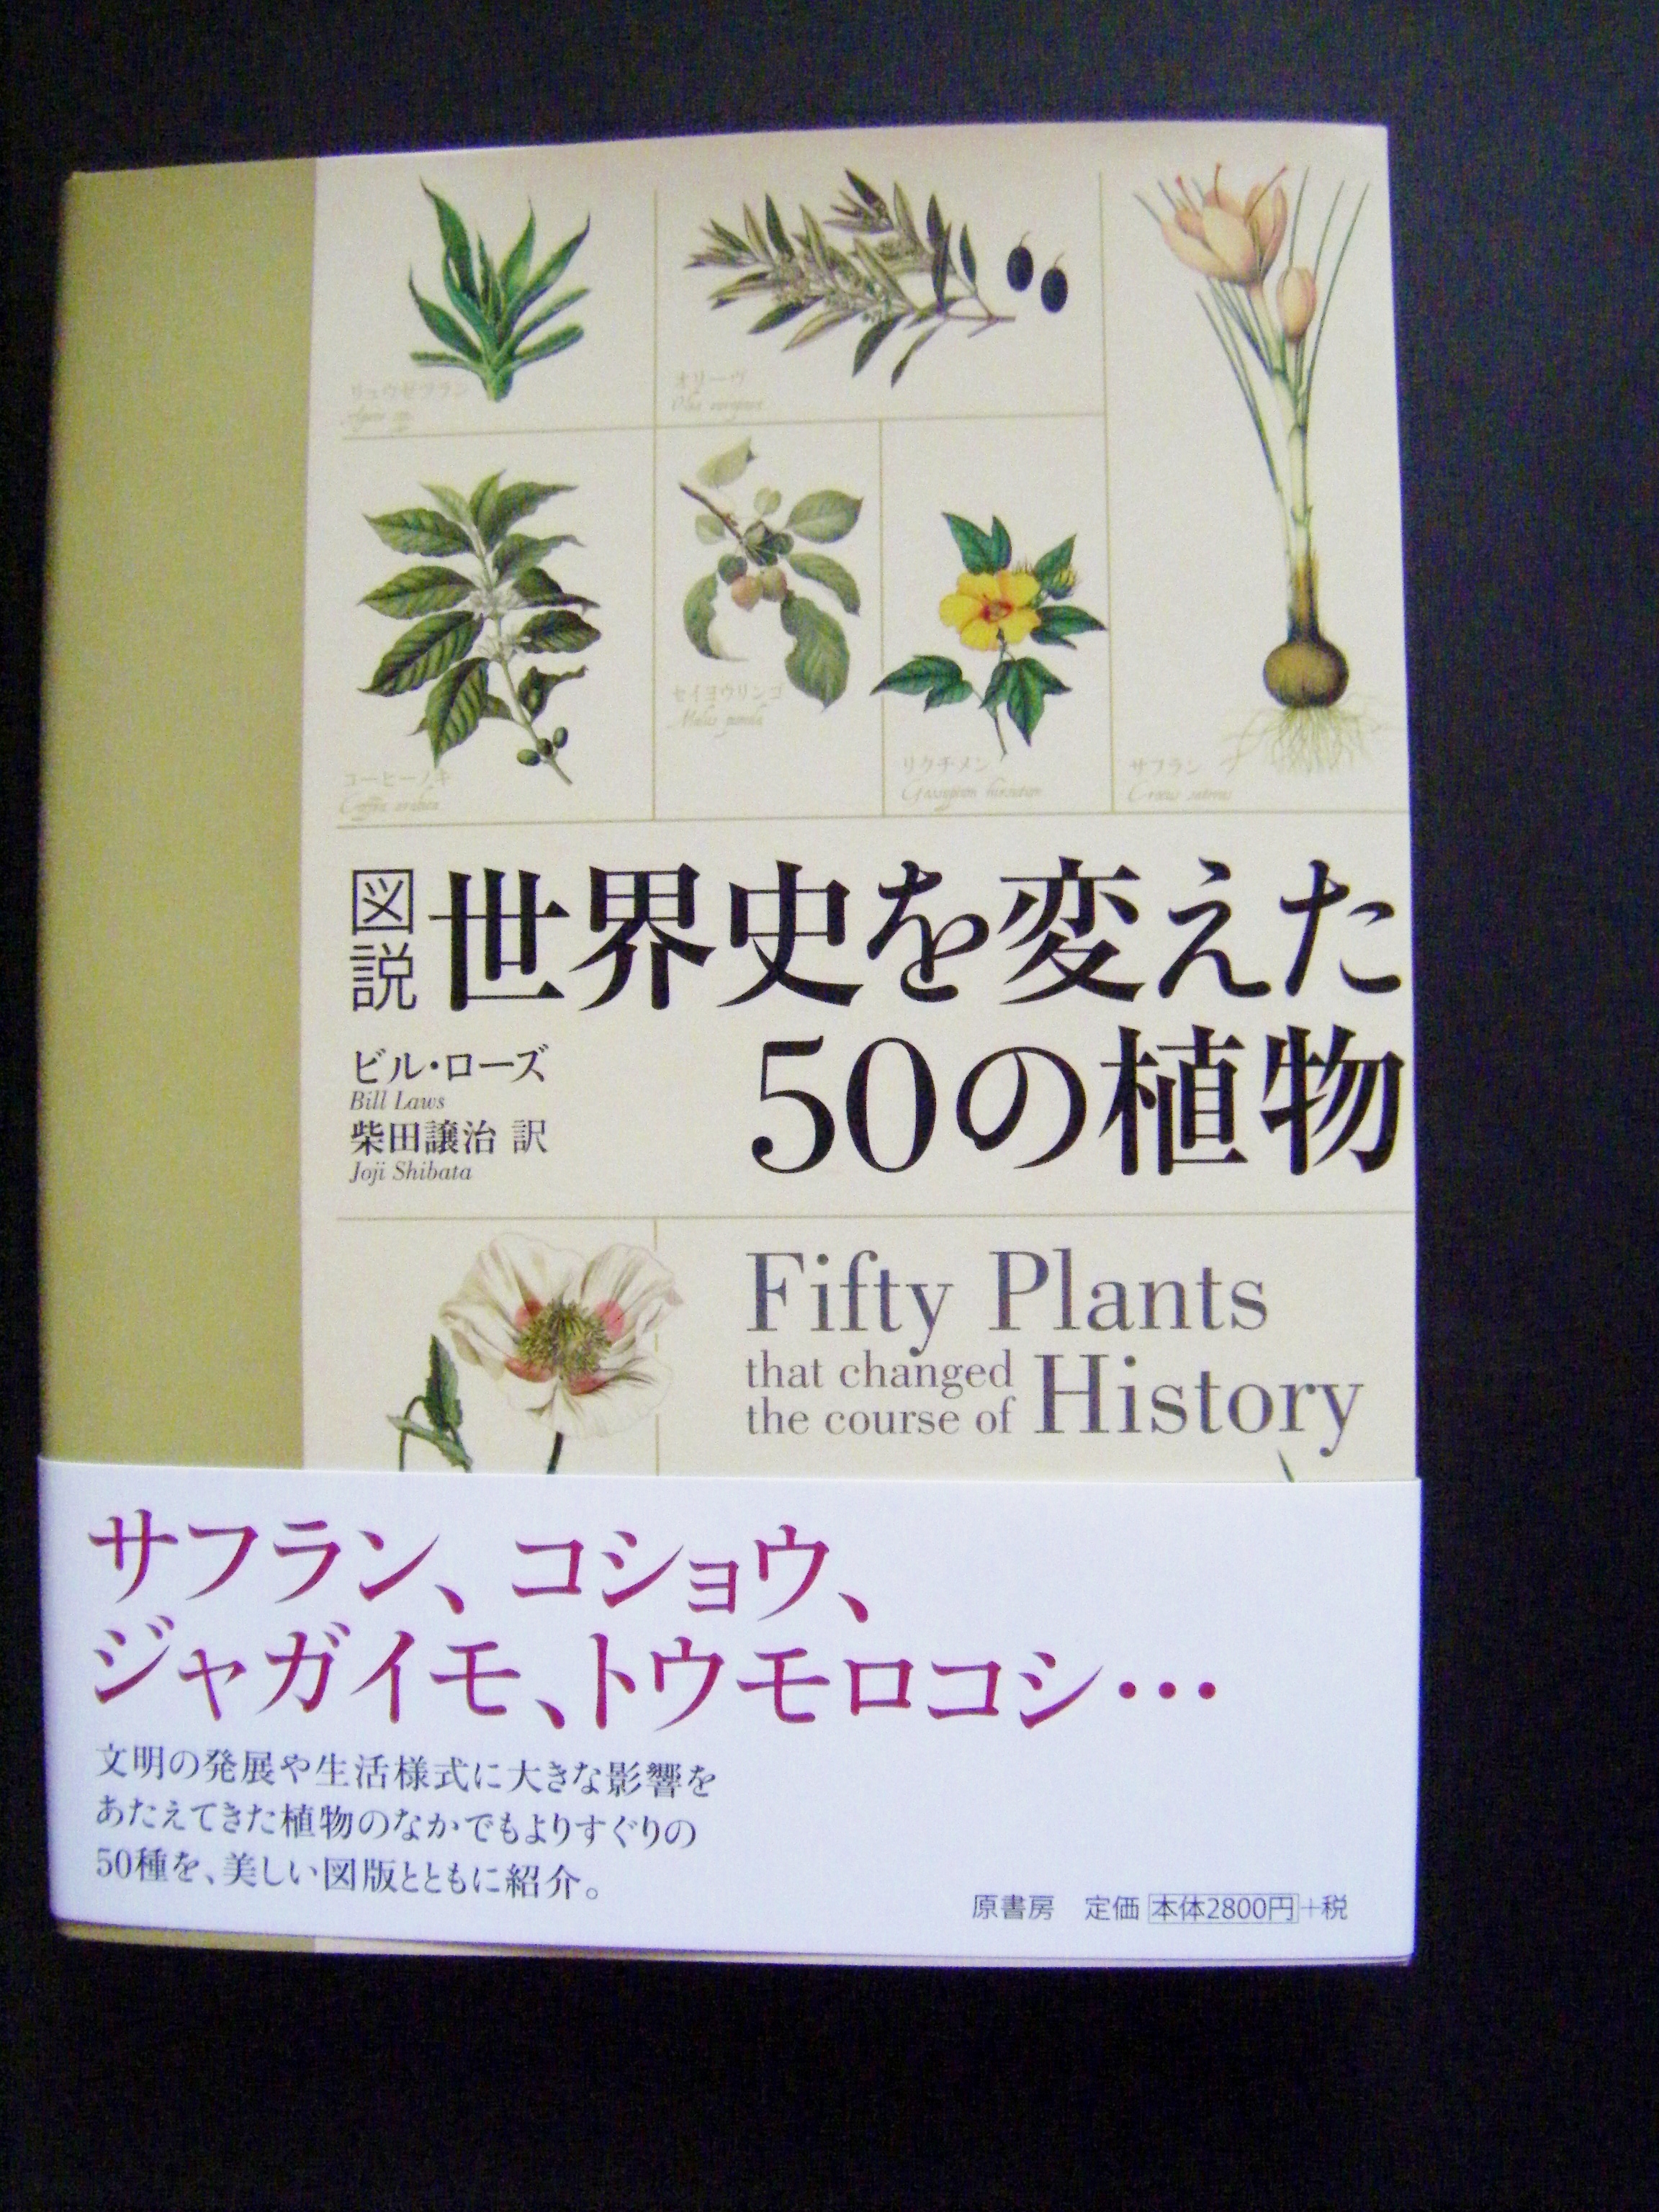 リュウゼツラン
オリーヴ
コーヒーノキ
Coffea arabica
セイヨウリンゴ
Malus pumila
リクチメン
Gossypium hirsutum
サフラン
Crocus sativus
図説 世界史を変えた
50の植物
ビル・ローズ
Bill Laws
柴田譲治 訳
Joji Shibata
Fifty Plants
that changed
the course of History
サフラン、コショウ、
ジャガイモ、トウモロコシ…
文明の発展や生活様式に大きな影響を
あたえてきた植物のなかでもよりすぐりの
50種を、美しい図版とともに紹介。
原書房 定価 本体2800円+税